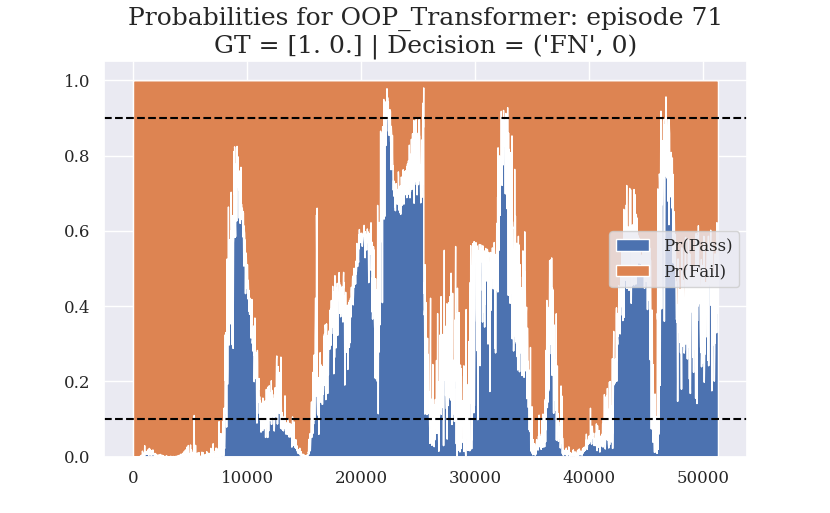 Probabilities for OOP_Transformer: episode 71
GT = [1. 0.] | Decision = ('FN', 0)
1.0
0.8
0.6
0.4
0.2
0.0
Pr(Pass)
Pr(Fail)
0 10000 20000 30000 40000 50000